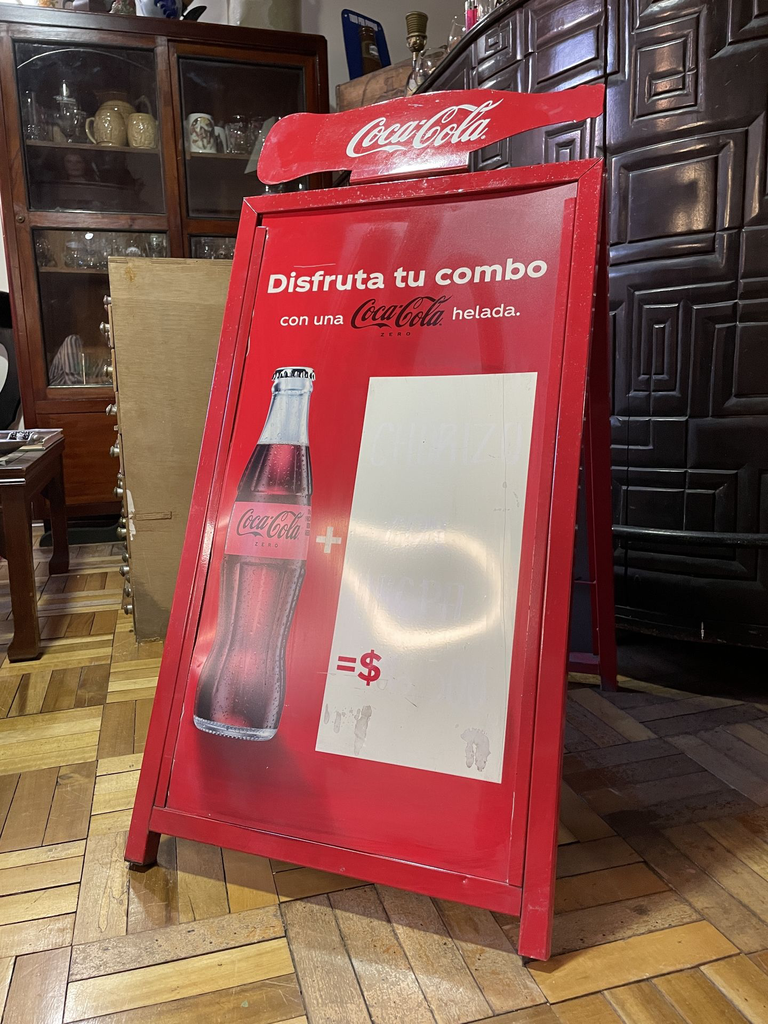 Coca-Cola
Disfruta tu combo
con una Coca-Cola helada.
ZERO
Coca-Cola
ZERO
+
=$